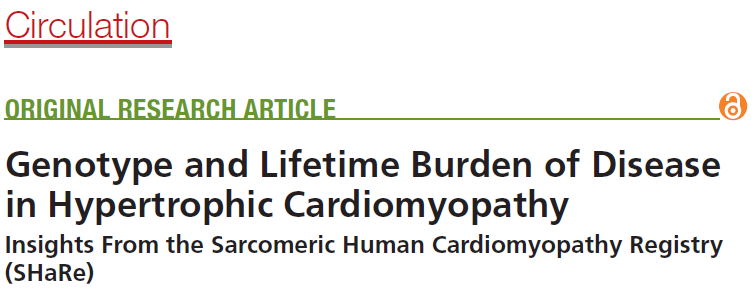 Circulation
ORIGINAL RESEARCH ARTICLE
Genotype and Lifetime Burden of Disease
in Hypertrophic Cardiomyopathy
Insights From the Sarcomeric Human Cardiomyopathy Registry
(SHaRe)